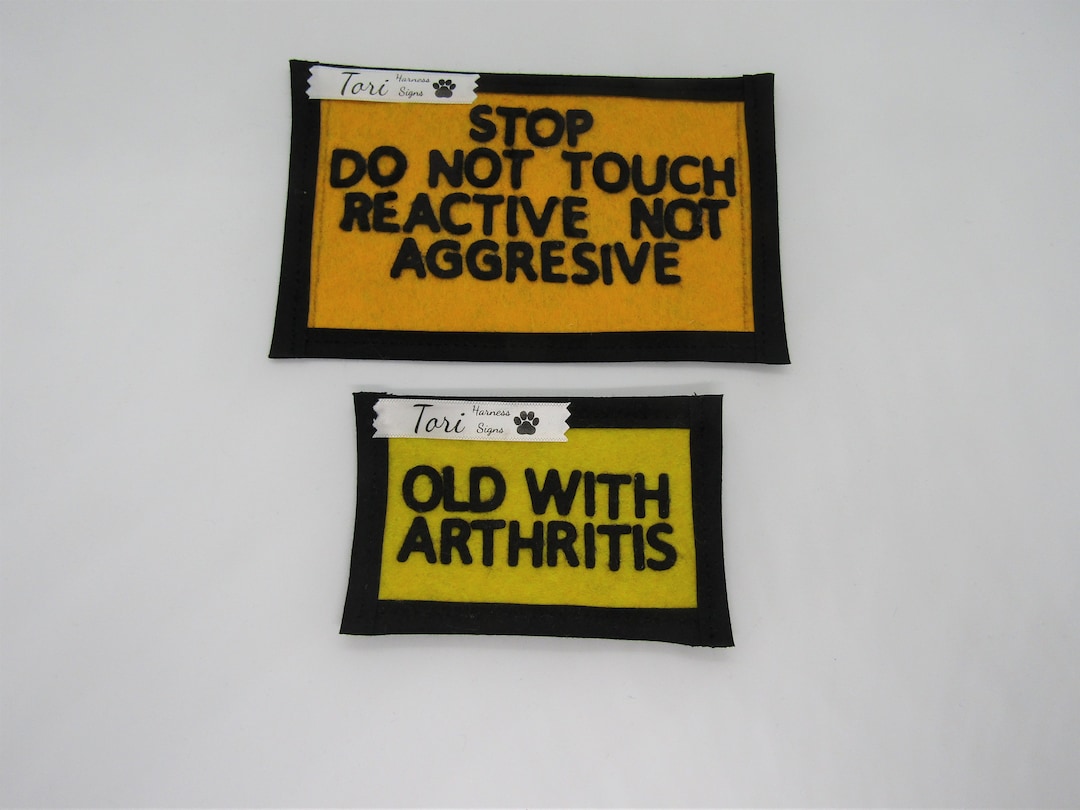 Tori Harness
Signs
STOP
DO NOT TOUCH
REACTIVE NOT
AGGRESIVE
Tori Harness
Signs
OLD WITH
ARTHRITIS